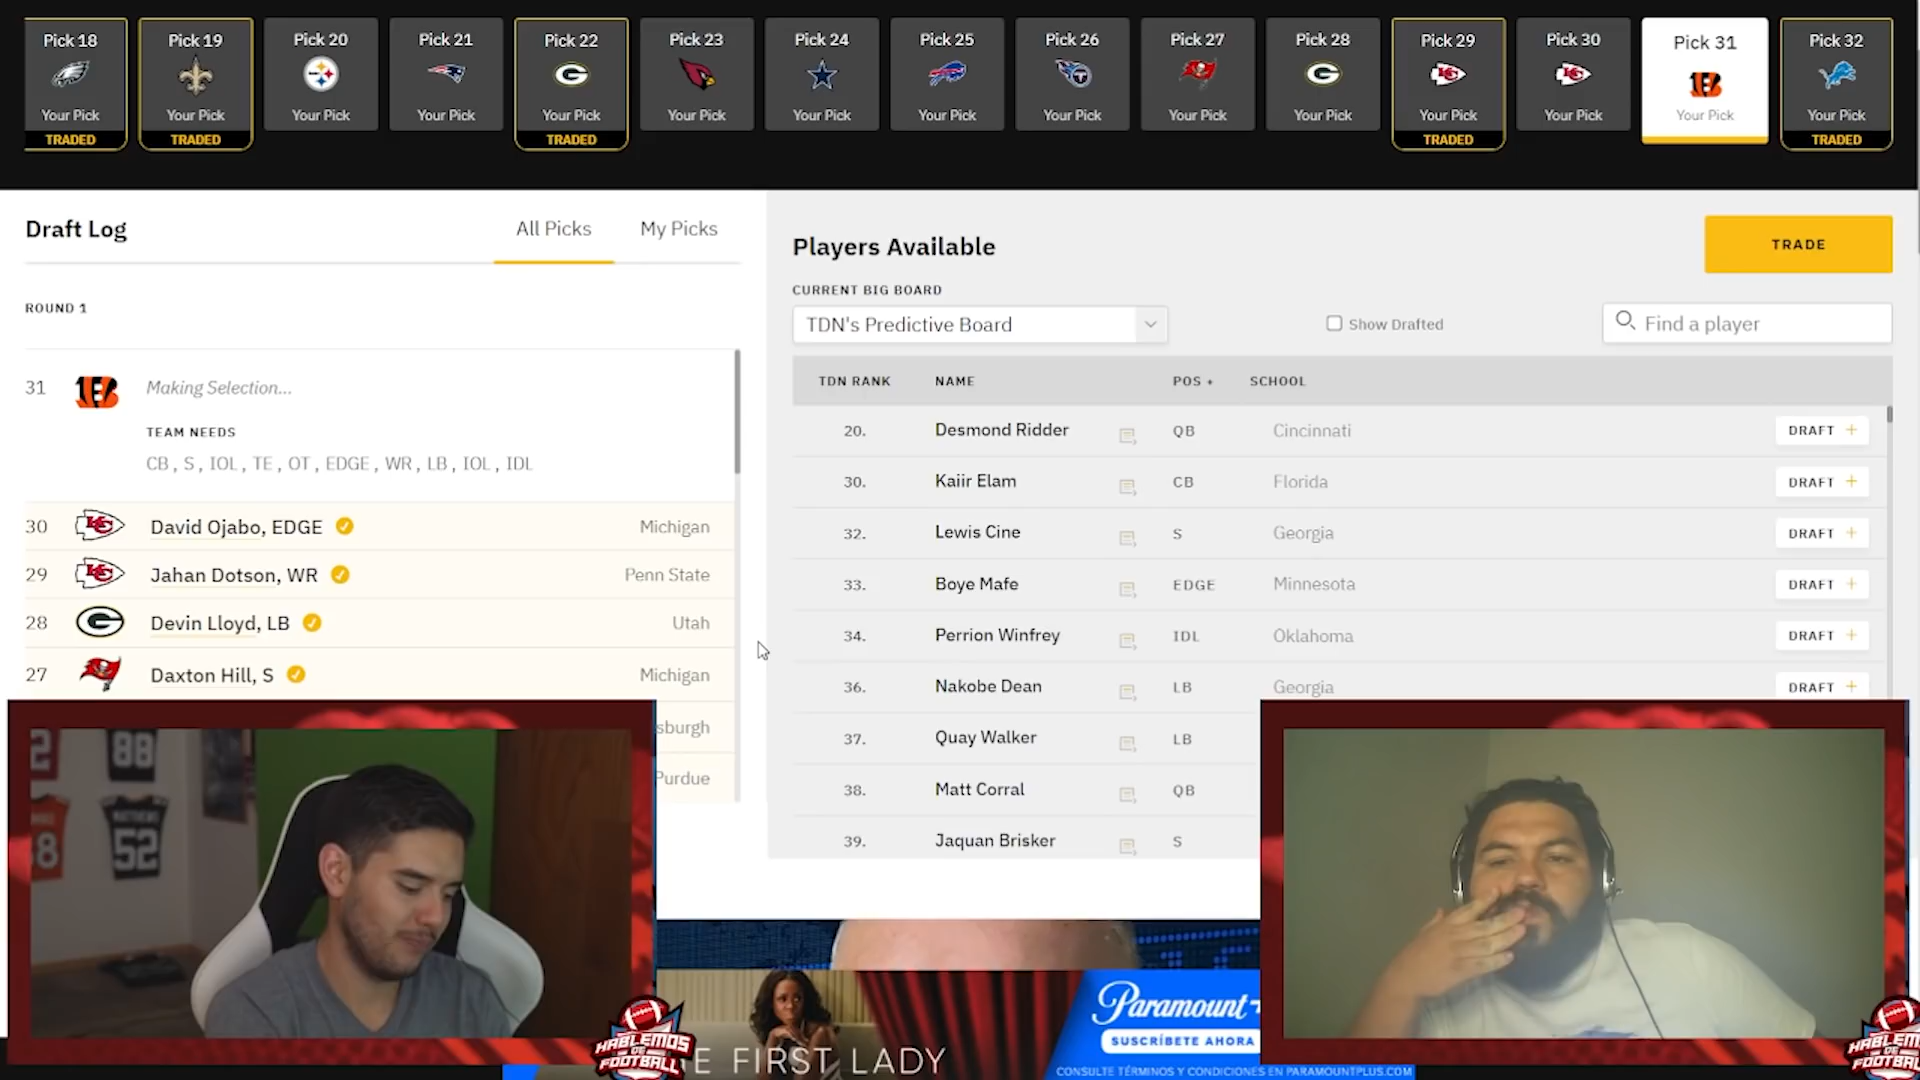 Pick 18 Pick 19 Pick 20 Pick 21 Pick 22 Pick 23 Pick 24 Pick 25 Pick 26 Pick 27 Pick 28 Pick 29 Pick 30 Pick 31 Pick 32
Your Pick Your Pick Your Pick Your Pick Your Pick Your Pick Your Pick Your Pick Your Pick Your Pick Your Pick Your Pick Your Pick Your Pick Your Pick
TRADED TRADED TRADED TRADED TRADED
Draft Log All Picks My Picks
ROUND 1
31 Making Selection...
TEAM NEEDS
CB , S , IOL , TE , OT , EDGE , WR , LB , IOL , IDL
30 KC David Ojabo, EDGE Michigan
29 KC Jahan Dotson, WR Penn State
28 G Devin Lloyd, LB Utah
27 Daxton Hill, S Michigan
sburgh
Purdue
Players Available
TRADE
CURRENT BIG BOARD
TDN's Predictive Board
Show Drafted
Find a player
TDN RANK NAME POS + SCHOOL
20. Desmond Ridder QB Cincinnati DRAFT +
30. Kaiir Elam CB Florida DRAFT +
32. Lewis Cine S Georgia DRAFT +
33. Boye Mafe EDGE Minnesota DRAFT +
34. Perrion Winfrey IDL Oklahoma DRAFT +
36. Nakobe Dean LB Georgia DRAFT +
37. Quay Walker LB
38. Matt Corral QB
39. Jaquan Brisker S
2 88
8 52
HABLEMOS
DE
FOOTBALL
E FIRST LADY
Paramount+
SUSCRÍBETE AHORA
CONSULTE TÉRMINOS Y CONDICIONES EN PARAMOUNTPLUS.COM
HABLEM
DE
FOOTBAL